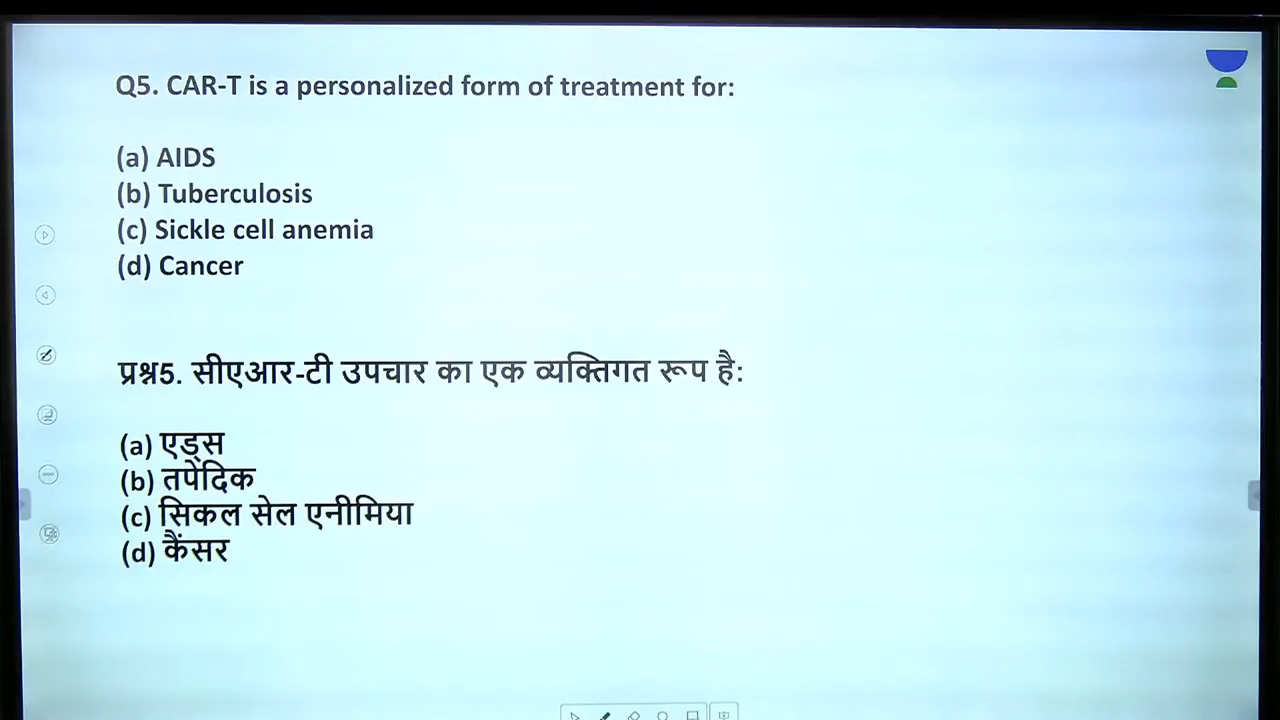 Q5. CAR-T is a personalized form of treatment for:
(a) AIDS
(b) Tuberculosis
(c) Sickle cell anemia
(d) Cancer
प्रश्न5. सीएआर-टी उपचार का एक व्यक्तिगत रूप है:
(a) एड्स
(b) तपेदिक
(c) सिकल सेल एनीमिया
(d) कैंसर